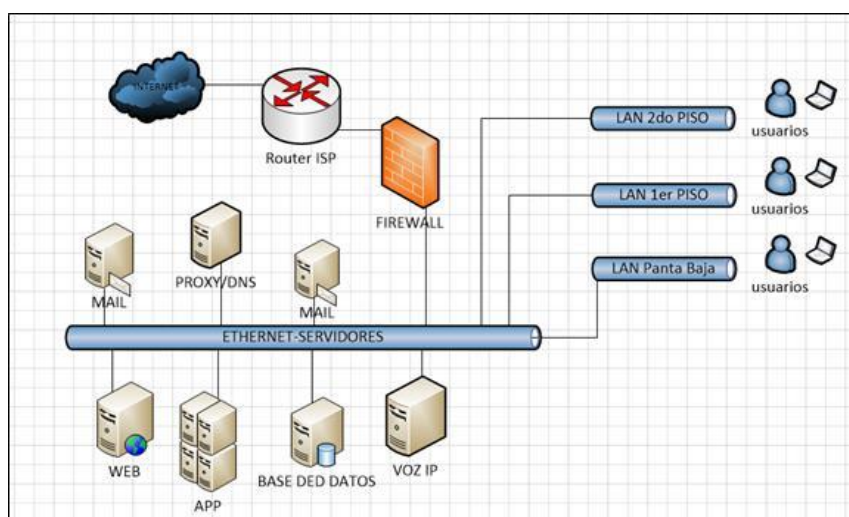 INTERNET
Router ISP
FIREWALL
LAN 2do PISO
usuarios
LAN 1er PISO
usuarios
LAN Panta Baja
usuarios
MAIL
PROXY/DNS
MAIL
ETHERNET-SERVIDORES
WEB
APP
BASE DED DATOS
VOZ IP